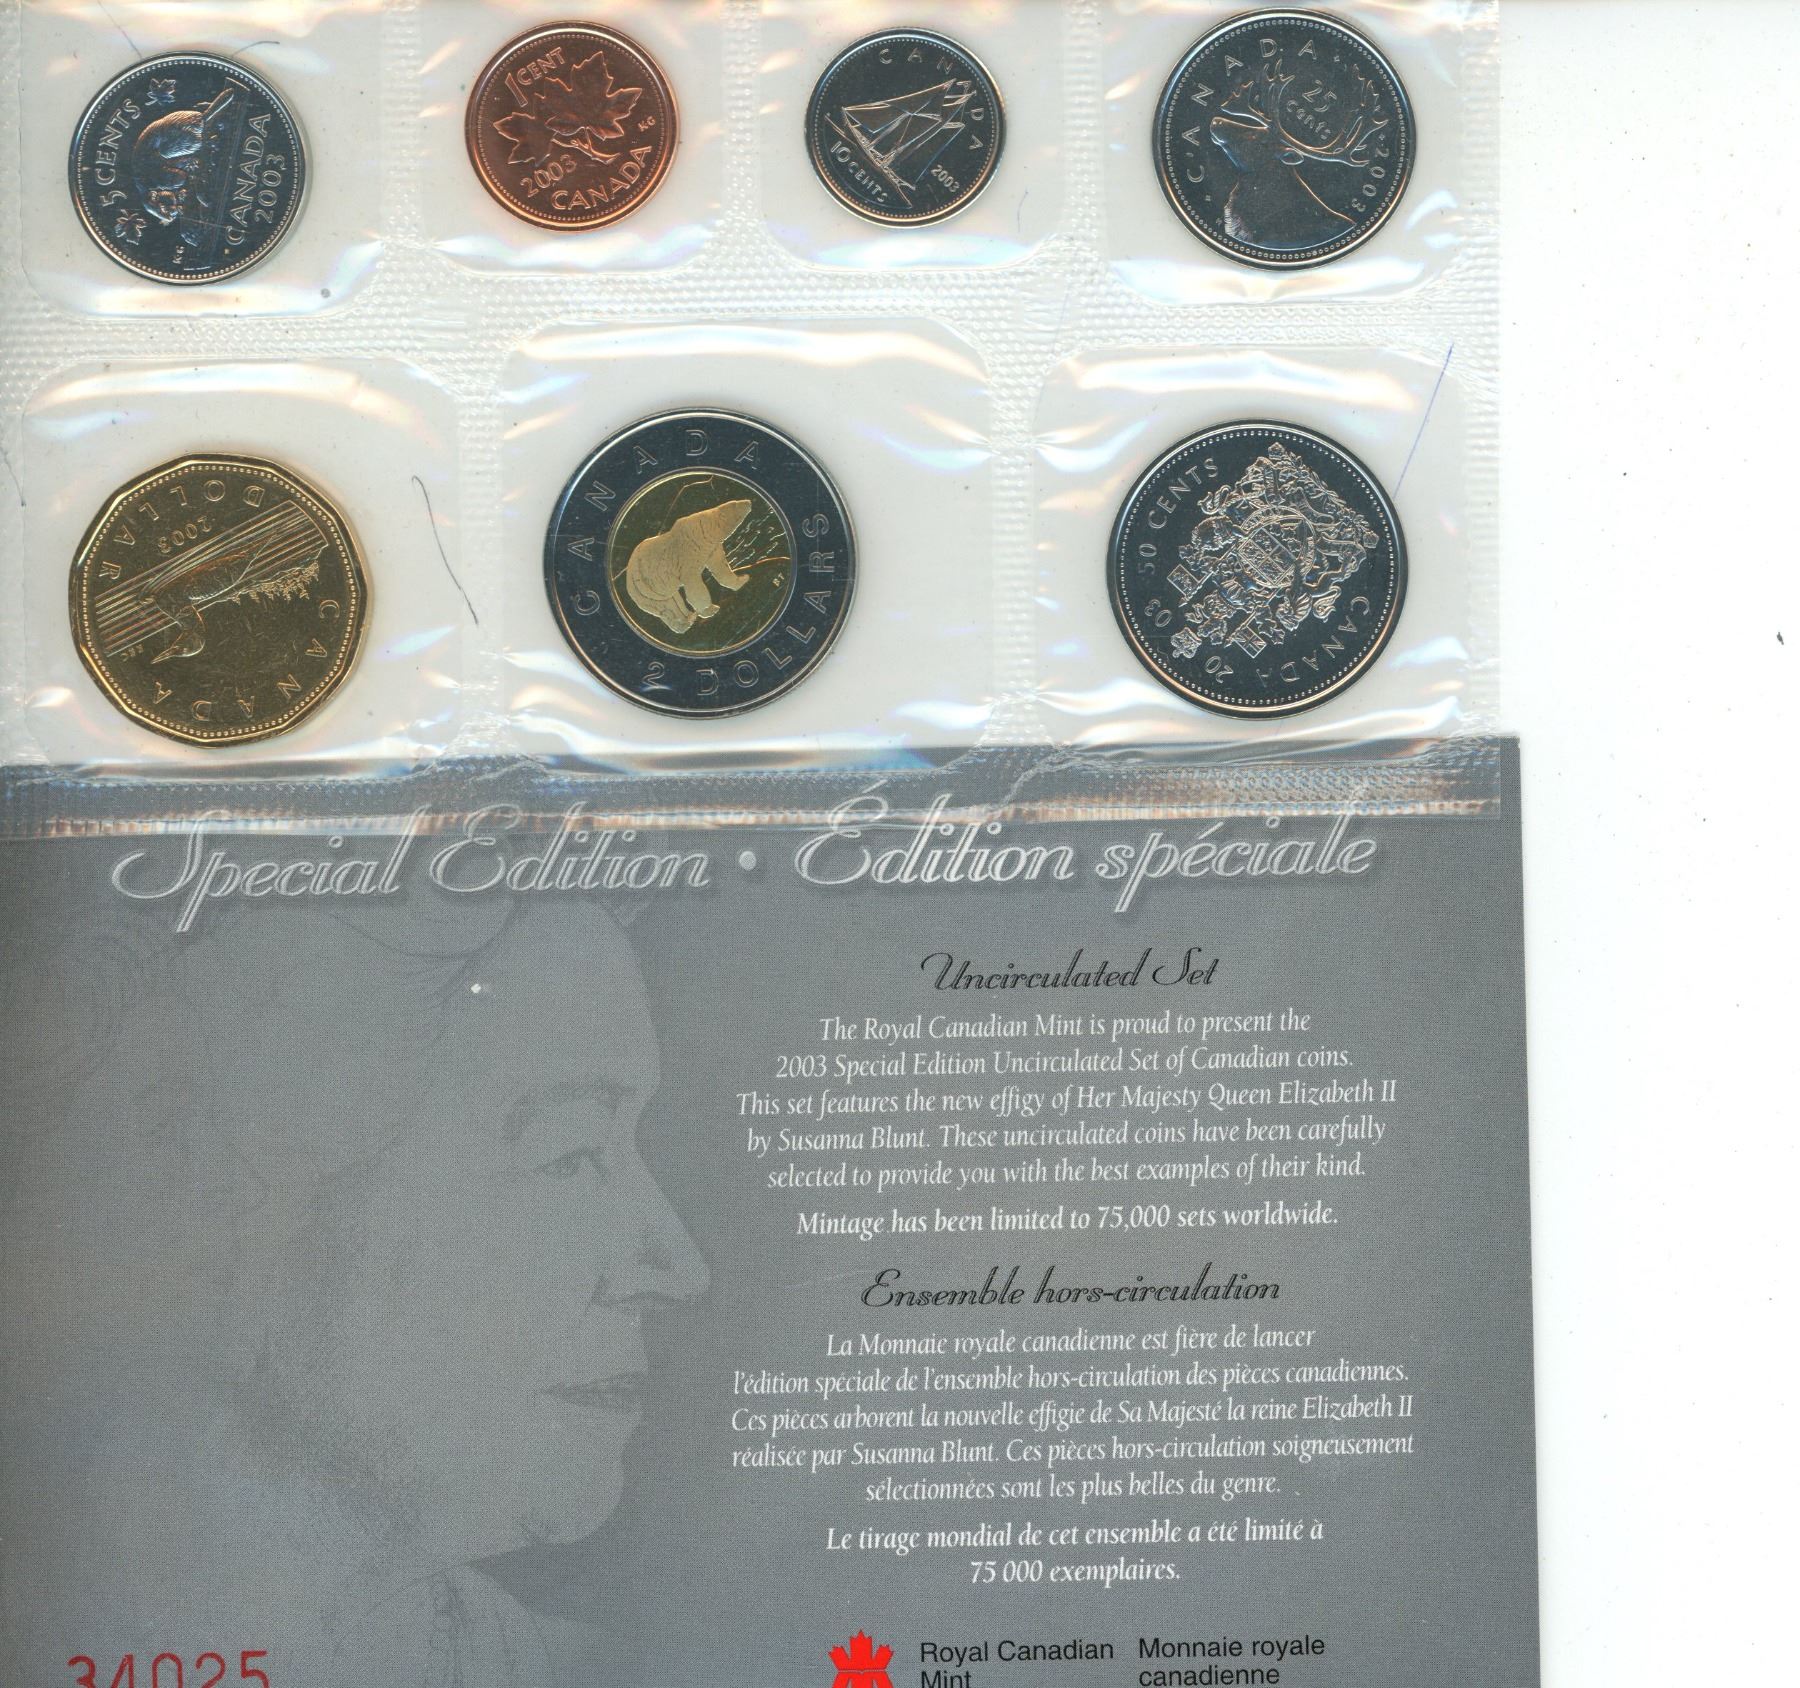 5 CENTS
CANADA
2003
KG
1 CENT
KG
2003
CANADA
CANADA
10 CENTS
2003
CANADA
25
cents
2003
CANADA
DOLLAR
2003
CANADA
2 DOLLARS
50 CENTS
CANADA
20 03
Special Edition • Édition spéciale
Uncirculated Set
The Royal Canadian Mint is proud to present the
2003 Special Edition Uncirculated Set of Canadian coins.
This set features the new effigy of Her Majesty Queen Elizabeth II
by Susanna Blunt. These uncirculated coins have been carefully
selected to provide you with the best examples of their kind.
Mintage has been limited to 75,000 sets worldwide.
Ensemble hors-circulation
La Monnaie royale canadienne est fière de lancer
l'édition spéciale de l'ensemble hors-circulation des pièces canadiennes.
Ces pièces arborent la nouvelle effigie de Sa Majesté la reine Elizabeth II
réalisée par Susanna Blunt. Ces pièces hors-circulation soigneusement
sélectionnées sont les plus belles du genre.
Le tirage mondial de cet ensemble a été limité à
75 000 exemplaires.
34025
Royal Canadian Mint
Monnaie royale canadienne